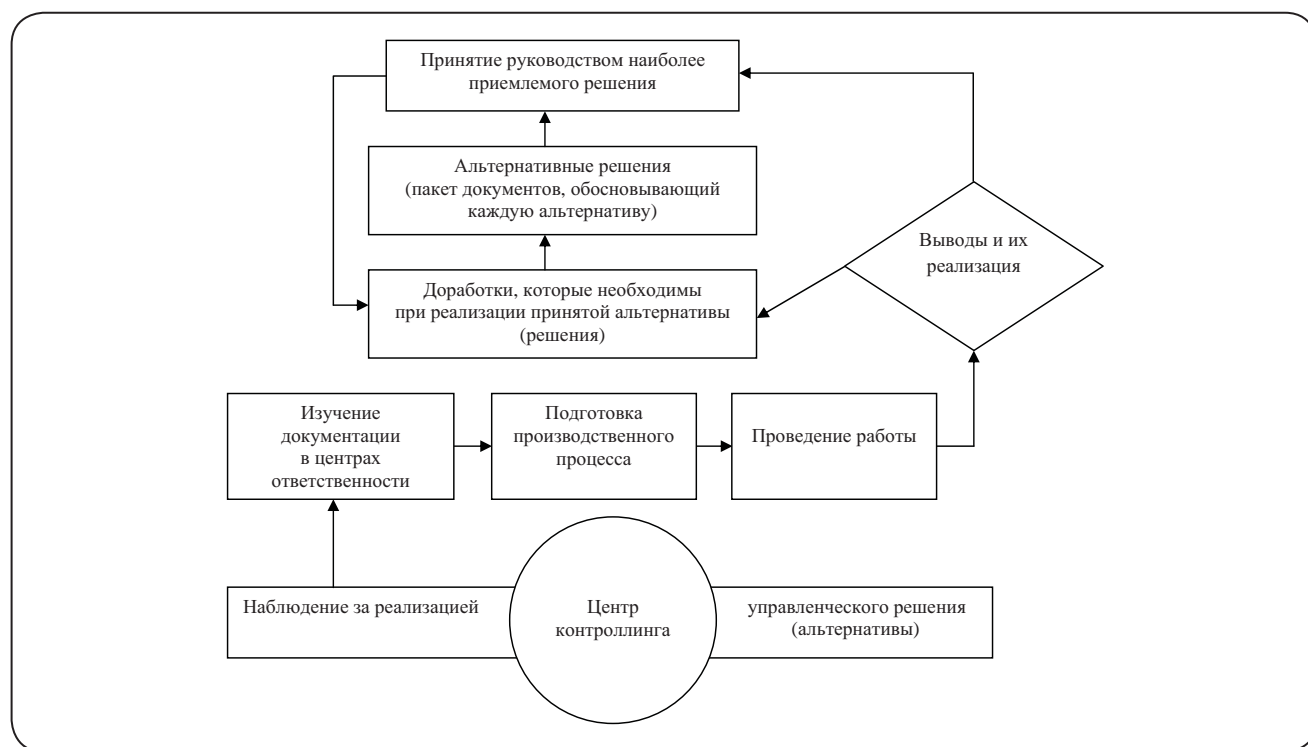 Принятие руководством наиболее
приемлемого решения
Альтернативные решения
(пакет документов, обосновывающий
каждую альтернативу)
Выводы и их
реализация
Доработки, которые необходимы
при реализации принятой альтернативы
(решения)
Изучение
документации
в центрах
ответственности
Подготовка
производственного
процесса
Проведение работы
Наблюдение за реализацией
Центр
контроллинга
управленческого решения
(альтернативы)